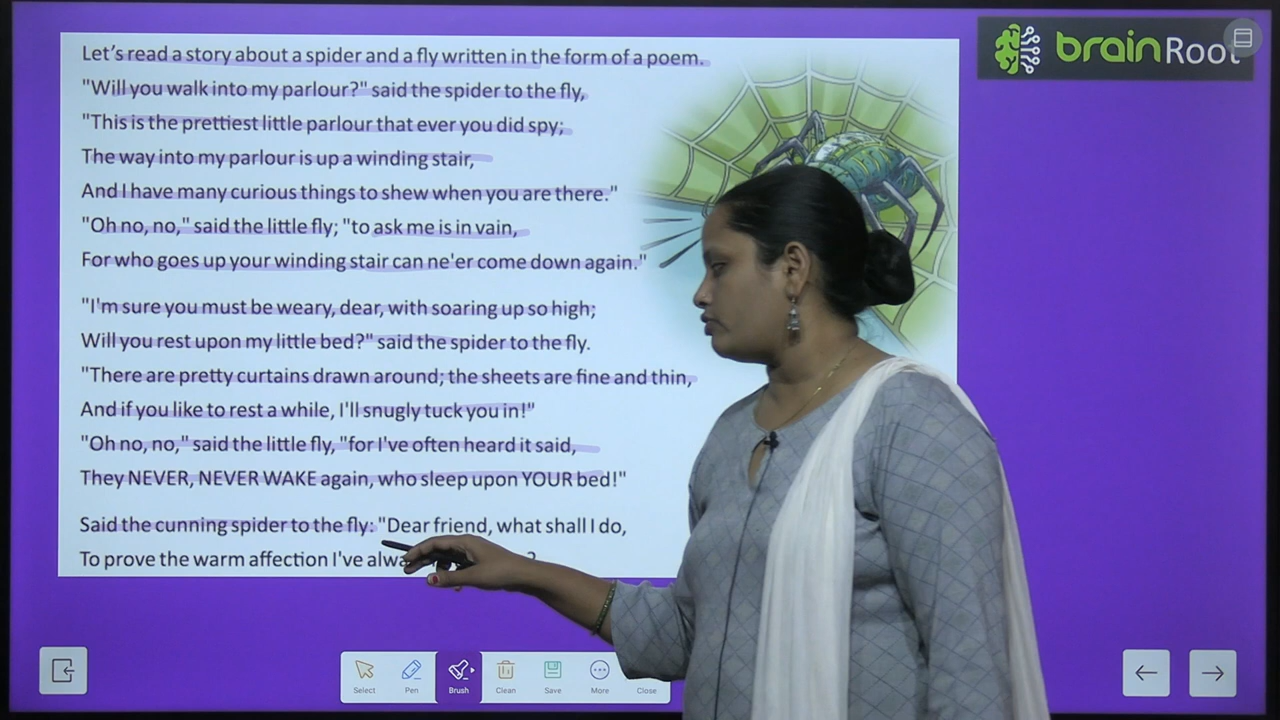 Let's read a story about a spider and a fly written in the form of a poem.
"Will you walk into my parlour?" said the spider to the fly,
"This is the prettiest little parlour that ever you did spy;
The way into my parlour is up a winding stair,
And I have many curious things to shew when you are there."
"Oh no, no," said the little fly; "to ask me is in vain,
For who goes up your winding stair can ne'er come down again."
"I'm sure you must be weary, dear, with soaring up so high;
Will you rest upon my little bed?" said the spider to the fly.
"There are pretty curtains drawn around; the sheets are fine and thin,
And if you like to rest a while, I'll snugly tuck you in!"
"Oh no, no," said the little fly, "for I've often heard it said,
They NEVER, NEVER WAKE again, who sleep upon YOUR bed!"
Said the cunning spider to the fly: "Dear friend, what shall I do,
To prove the warm affection I've
brainRoot
Select
Pen
Brush
Clean
Save
More
Close